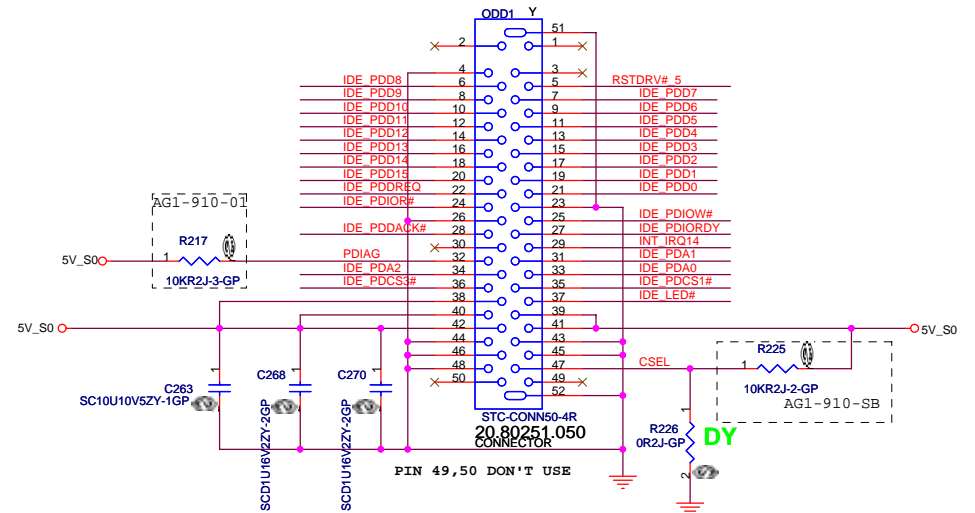 ODD1 Y
51
2 1
4 3
IDE_PDD8 6 5 RSTDRV#_5
IDE_PDD9 8 7 IDE_PDD7
IDE_PDD10 10 9 IDE_PDD6
IDE_PDD11 12 11 IDE_PDD5
IDE_PDD12 14 13 IDE_PDD4
IDE_PDD13 16 15 IDE_PDD3
IDE_PDD14 18 17 IDE_PDD2
IDE_PDD15 20 19 IDE_PDD1
IDE_PDDREQ 22 21 IDE_PDD0
IDE_PDIOR# 24 23
26 25 IDE_PDIOW#
IDE_PDDACK# 28 27 IDE_PDIORDY
30 29 INT_IRQ14
PDIAG 32 31 IDE_PDA1
IDE_PDA2 34 33 IDE_PDA0
IDE_PDCS3# 36 35 IDE_PDCS1#
38 37 IDE_LED#
40 39
42 41
44 43
46 45
48 47 CSEL
50 49
52
AG1-910-01
R217
5V_S0 1 2
10KR2J-3-GP
5V_S0
5V_S0
C263
1
SC10U10V5ZY-1GP
C268
1
SCD1U16V2ZY-2GP
C270
1
SCD1U16V2ZY-2GP
STC-CONN50-4R
20.80251.050
CONNECTOR
PIN 49,50 DON'T USE
R225
1
10KR2J-2-GP
AG1-910-SB
R226
1
0R2J-GP
2
DY